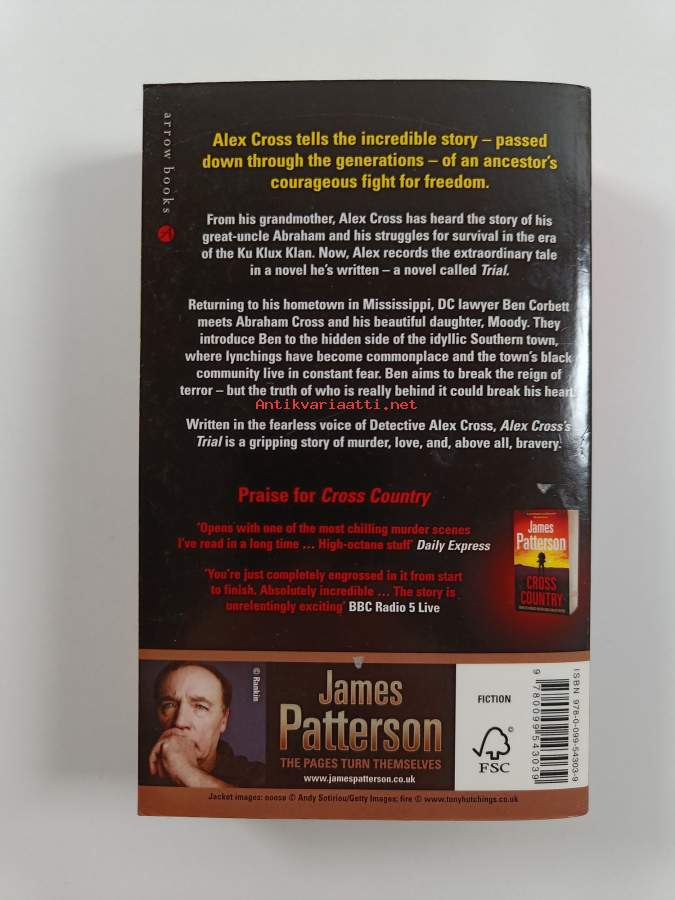 arrow books
Alex Cross tells the incredible story – passed
down through the generations – of an ancestor's
courageous fight for freedom.
From his grandmother, Alex Cross has heard the story of his
great-uncle Abraham and his struggles for survival in the era
of the Ku Klux Klan. Now, Alex records the extraordinary tale
in a novel he's written – a novel called Trial.
Returning to his hometown in Mississippi, DC lawyer Ben Corbett
meets Abraham Cross and his beautiful daughter, Moody. They
introduce Ben to the hidden side of the idyllic Southern town,
where lynchings have become commonplace and the town's black
community live in constant fear. Ben aims to break the reign of
terror – but the truth of who is really behind it could break his heart.
Antikvariaatti.net
Written in the fearless voice of Detective Alex Cross, Alex Cross's
Trial is a gripping story of murder, love, and, above all, bravery.
Praise for Cross Country
'Opens with one of the most chilling murder scenes
I've read in a long time ... High-octane stuff' Daily Express
'You're just completely engrossed in it from start
to finish. Absolutely incredible ... The story is
unrelentingly exciting' BBC Radio 5 Live
James
Patterson
CROSS
COUNTRY
© Rankin
James
Patterson
THE PAGES TURN THEMSELVES
www.jamespatterson.co.uk
FICTION
FSC
ISBN 978-0-099-54303-9
9 780099 543039
Jacket images: noose © Andy Sotiriou/Getty Images; fire © www.tonyhutchings.co.uk